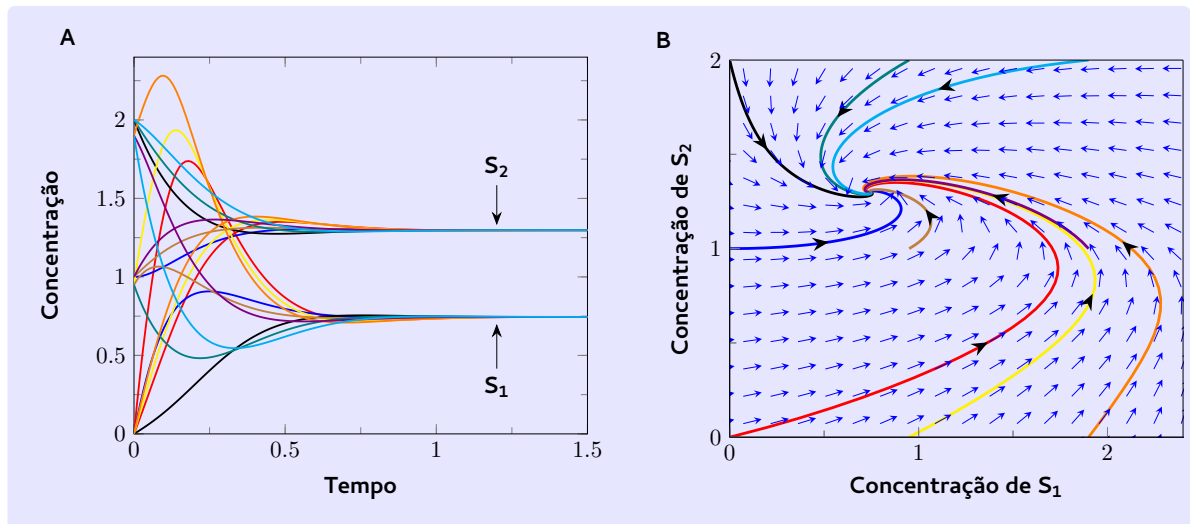 A
Concentração
2
1.5
1
0.5
0
0
0.5
1
1.5
S2
S1
Tempo
B
Concentração de S2
2
1
0
0
1
2
Concentração de S1